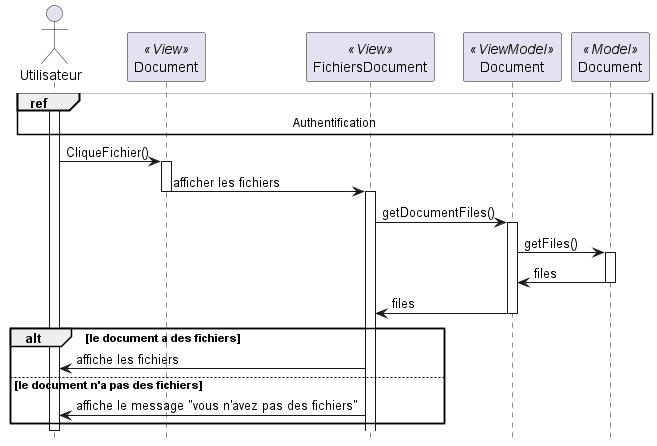 «View»
«View»
«ViewModel»
«Model»
Utilisateur
Document
FichiersDocument
Document
Document
ref
Authentification
CliqueFichier()
afficher les fichiers
getDocumentFiles()
getFiles()
files
files
alt
[le document a des fichiers]
affiche les fichiers
[le document n'a pas des fichiers]
affiche le message "vous n'avez pas des fichiers"